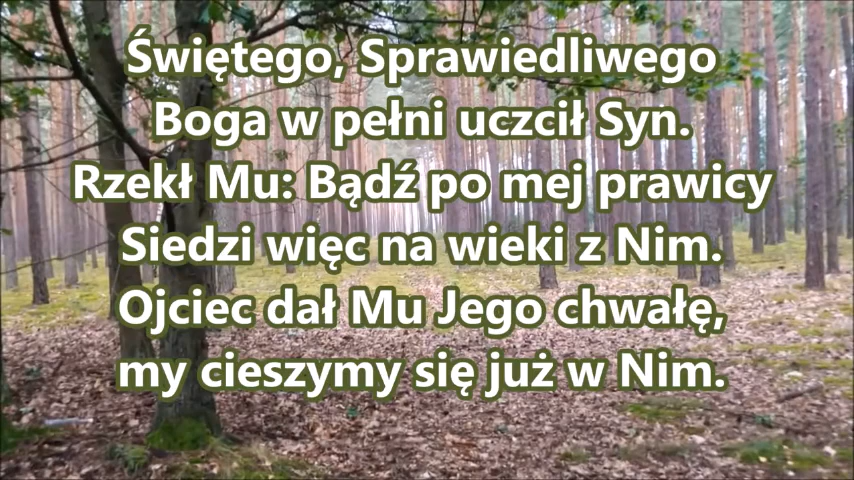 Świętego, Sprawiedliwego
Boga w pełni uczcił Syn.
Rzekł Mu: Bądź po mej prawicy
Siedzi więc na wieki z Nim.
Ojciec dał Mu Jego chwałę,
my cieszymy się już w Nim.